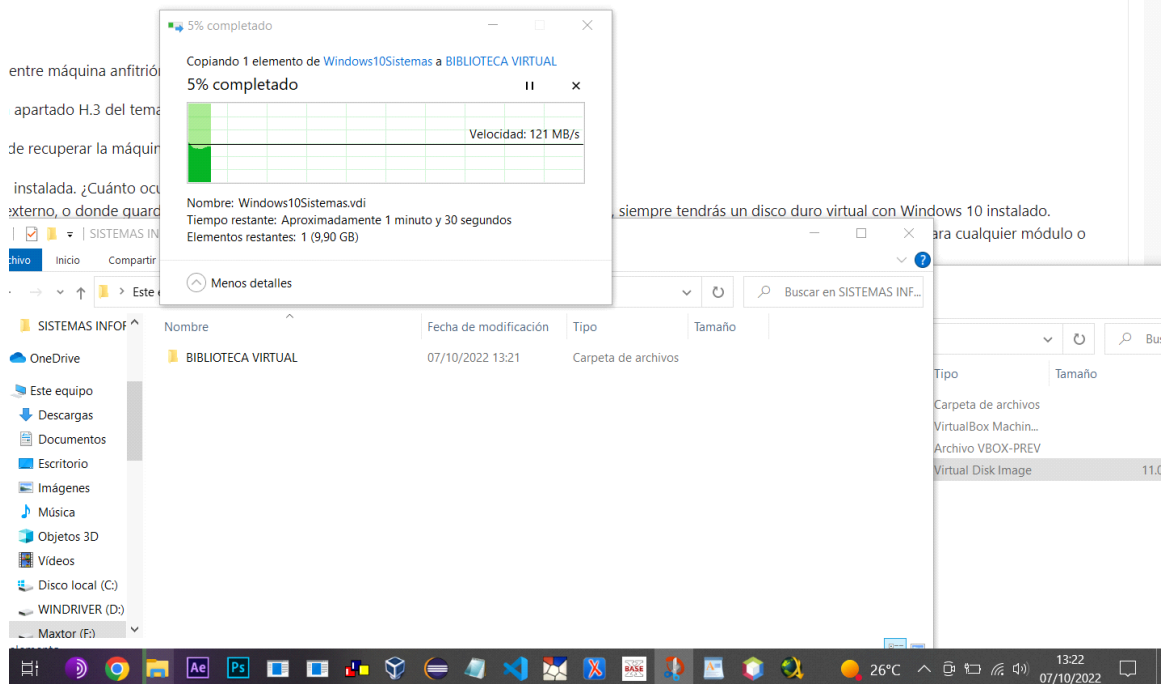 5% completado
Copiando 1 elemento de Windows10Sistemas a BIBLIOTECA VIRTUAL
5% completado
Velocidad: 121 MB/s
Nombre: Windows10Sistemas.vdi
Tiempo restante: Aproximadamente 1 minuto y 30 segundos
Elementos restantes: 1 (9,90 GB)
Menos detalles
entre máquina anfitrión
apartado H.3 del tema
de recuperar la máquin
instalada. ¿Cuánto ocu
externo, o donde guard
, siempre tendrás un disco duro virtual con Windows 10 instalado.
ara cualquier módulo o
SISTEMAS IN
chivo Inicio Compartir
Este e
Buscar en SISTEMAS INF...
Nombre Fecha de modificación Tipo Tamaño
BIBLIOTECA VIRTUAL 07/10/2022 13:21 Carpeta de archivos
SISTEMAS INFOF
OneDrive
Este equipo
Descargas
Documentos
Escritorio
Imágenes
Música
Objetos 3D
Vídeos
Disco local (C:)
WINDRIVER (D:)
Maxtor (F:)
Bus
Tipo Tamaño
Carpeta de archivos
VirtualBox Machin...
Archivo VBOX-PREV
Virtual Disk Image 11.0
Ae Ps BASE
26°C
13:22
07/10/2022